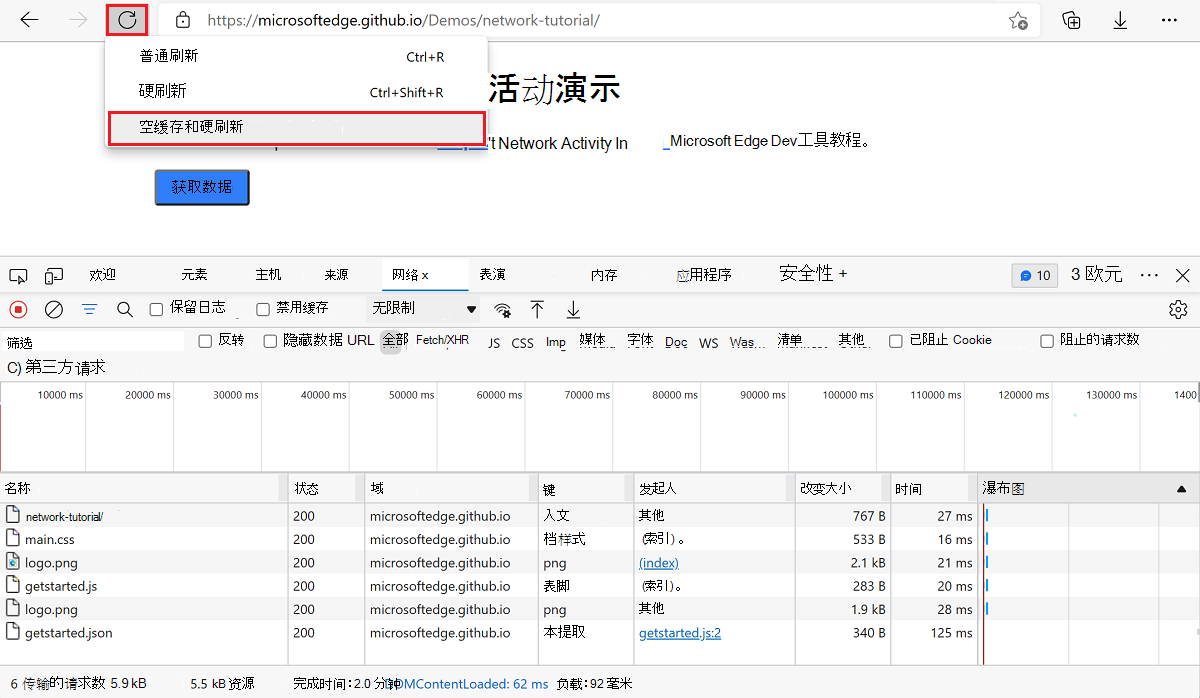 https://microsoftedge.github.io/Demos/network-tutorial/
普通刷新 Ctrl+R
硬刷新 Ctrl+Shift+R
空缓存和硬刷新
活动演示
't Network Activity In _Microsoft Edge Dev工具教程。
获取数据
欢迎 元素 主机 来源 网络 x 表演 内存 应用程序 安全性 + 10 3 欧元
保留日志 禁用缓存 无限制
筛选 反转 隐藏数据 URL 全部 Fetch/XHR JS CSS Imp 媒体 字体 Doc WS Was... 清单 其他 已阻止 Cookie 阻止的请求数
C) 第三方请求
10000 ms 20000 ms 30000 ms 40000 ms 50000 ms 60000 ms 70000 ms 80000 ms 90000 ms 100000 ms 110000 ms 120000 ms 130000 ms 1400
名称 状态 域 键 发起人 改变大小 时间 瀑布图
network-tutorial/ 200 microsoftedge.github.io 入文 其他 767 B 27 ms
main.css 200 microsoftedge.github.io 档样式 (索引) 。 533 B 16 ms
logo.png 200 microsoftedge.github.io png (index) 2.1 kB 21 ms
getstarted.js 200 microsoftedge.github.io 表脚 (索引)。 283 B 20 ms
logo.png 200 microsoftedge.github.io png 其他 1.9 kB 28 ms
getstarted.json 200 microsoftedge.github.io 本提取 getstarted.js:2 340 B 125 ms
6 传输的请求数 5.9 kB 5.5 kB 资源 完成时间：2.0 分钟 DOMContentLoaded: 62 ms 负载：92 毫米